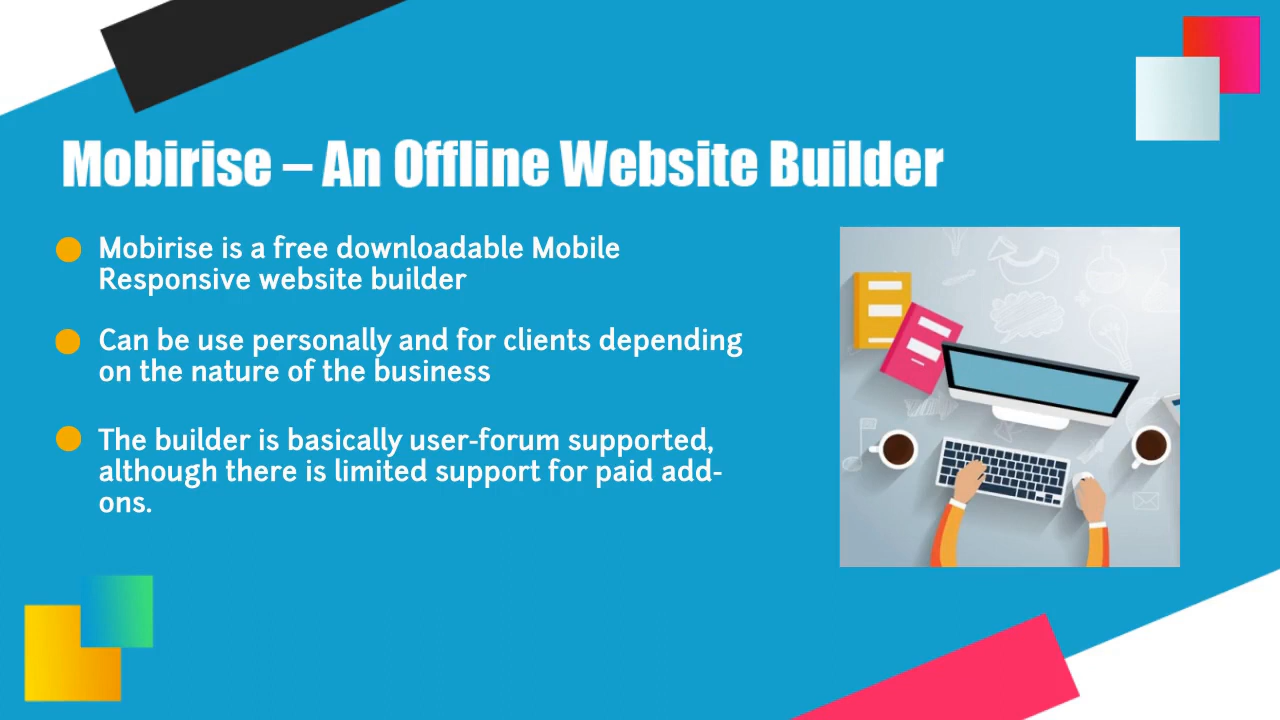 Mobirise – An Offline Website Builder
Mobirise is a free downloadable Mobile
Responsive website builder
Can be use personally and for clients depending
on the nature of the business
The builder is basically user-forum supported,
although there is limited support for paid add-
ons.